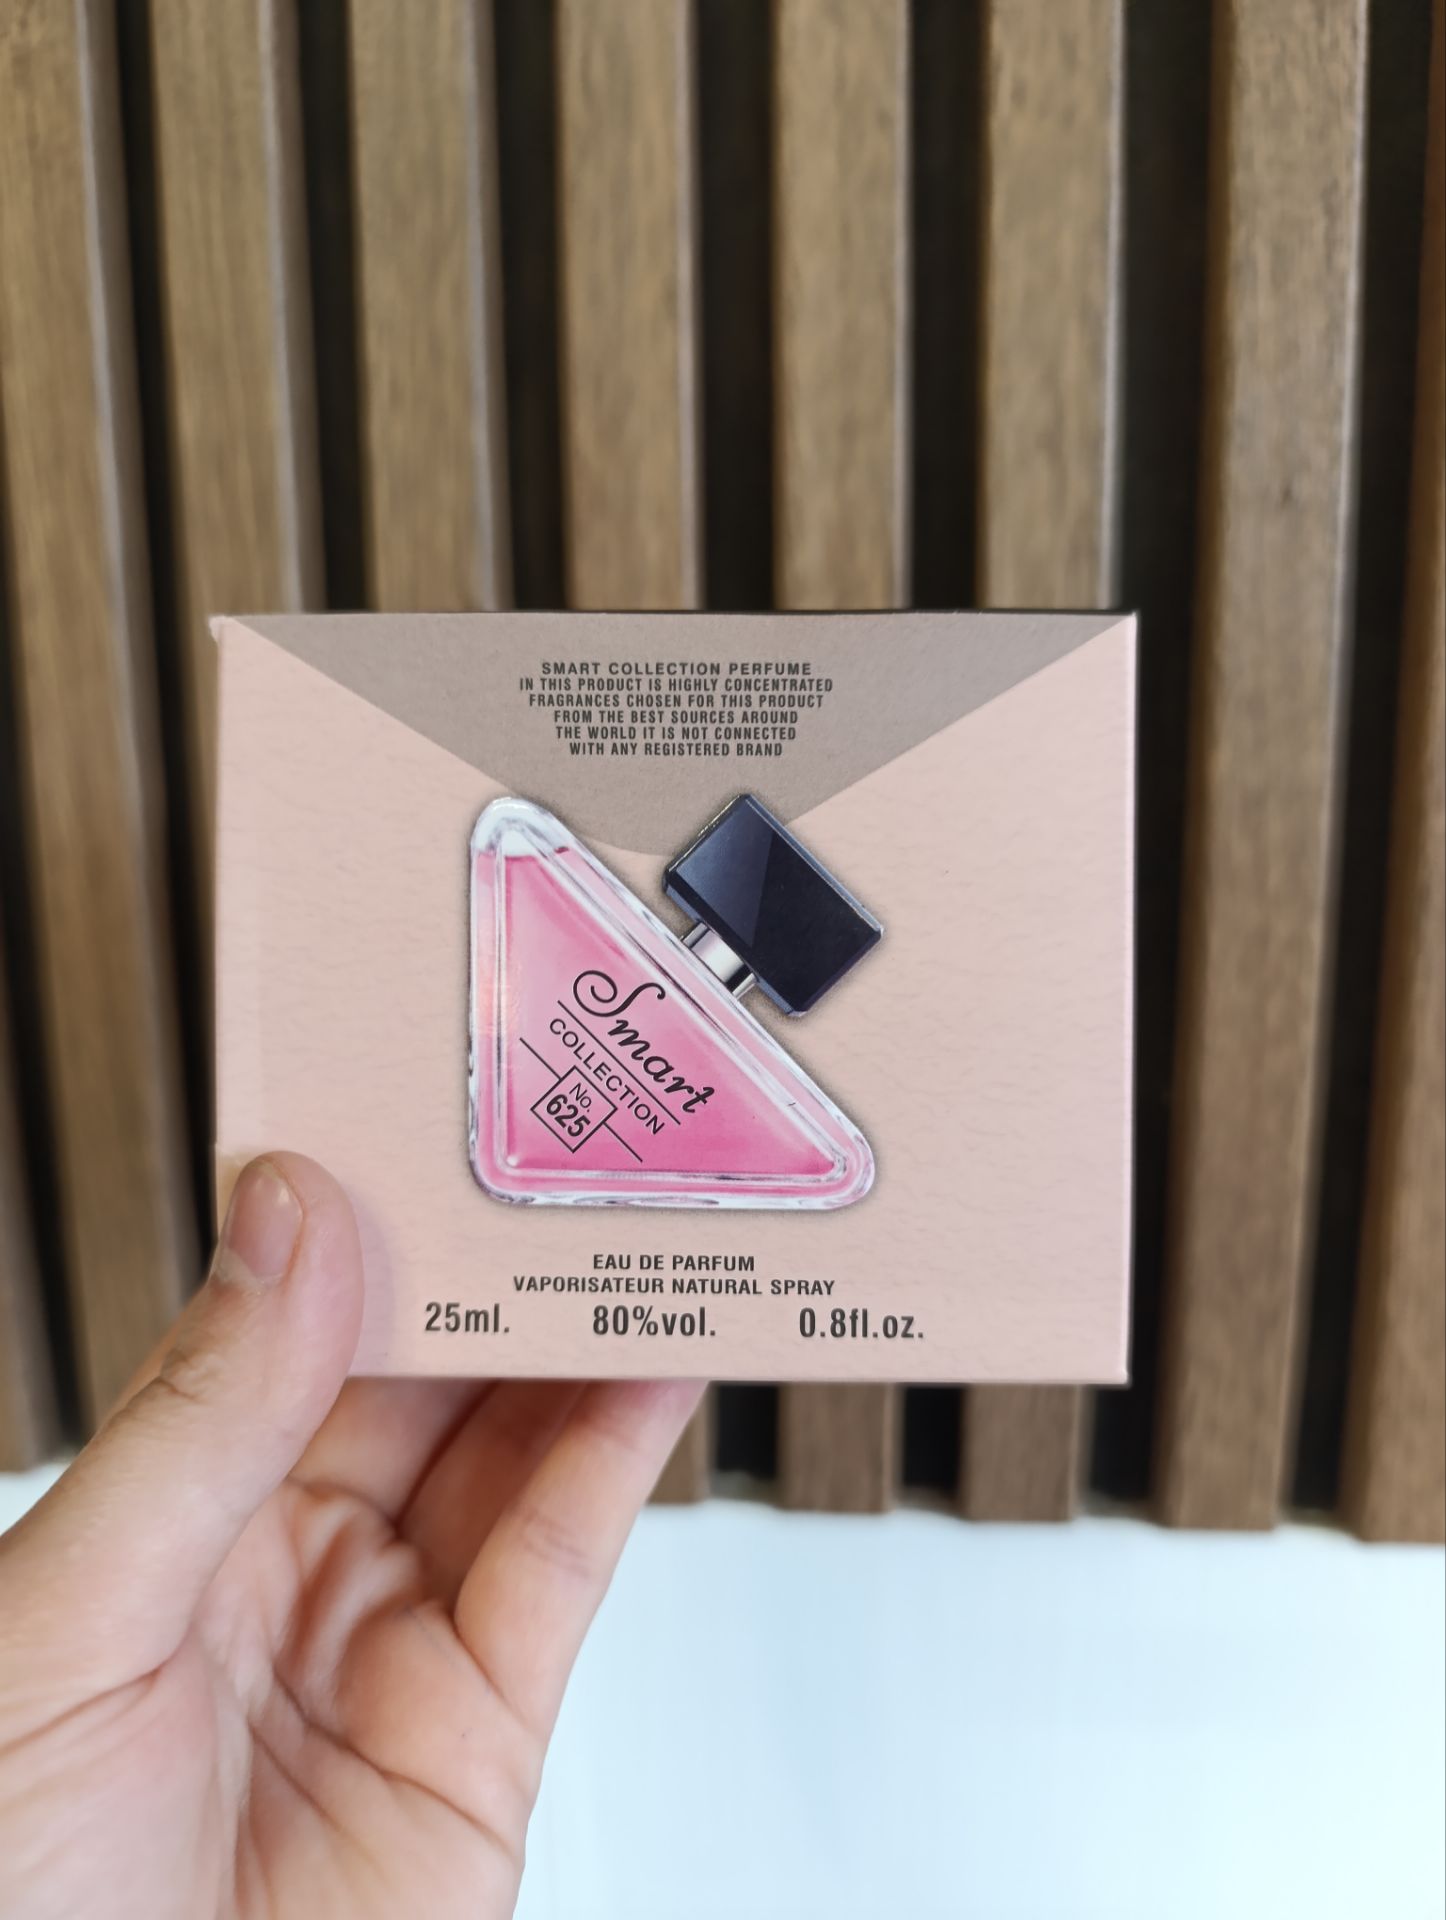 SMART COLLECTION PERFUME
IN THIS PRODUCT IS HIGHLY CONCENTRATED
FRAGRANCES CHOSEN FOR THIS PRODUCT
FROM THE BEST SOURCES AROUND
THE WORLD IT IS NOT CONNECTED
WITH ANY REGISTERED BRAND
Smart
COLLECTION
No.
625
EAU DE PARFUM
VAPORISATEUR NATURAL SPRAY
25ml. 80%vol. 0.8fl.oz.